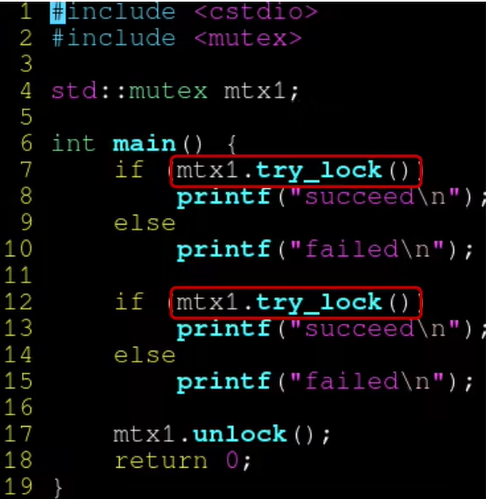 1 #include <cstdio>
2 #include <mutex>
3
4 std::mutex mtx1;
5
6 int main() {
7     if (mtx1.try_lock())
8         printf("succeed\n");
9     else
10         printf("failed\n");
11
12     if (mtx1.try_lock())
13         printf("succeed\n");
14     else
15         printf("failed\n");
16
17     mtx1.unlock();
18     return 0;
19 }